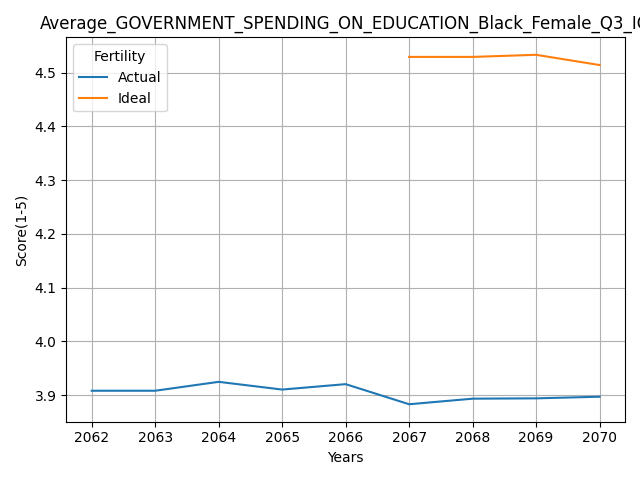 Average_GOVERNMENT_SPENDING_ON_EDUCATION_Black_Female_Q3_IC
Fertility
Actual
Ideal
Score(1-5)
4.5
4.4
4.3
4.2
4.1
4.0
3.9
2062 2063 2064 2065 2066 2067 2068 2069 2070
Years